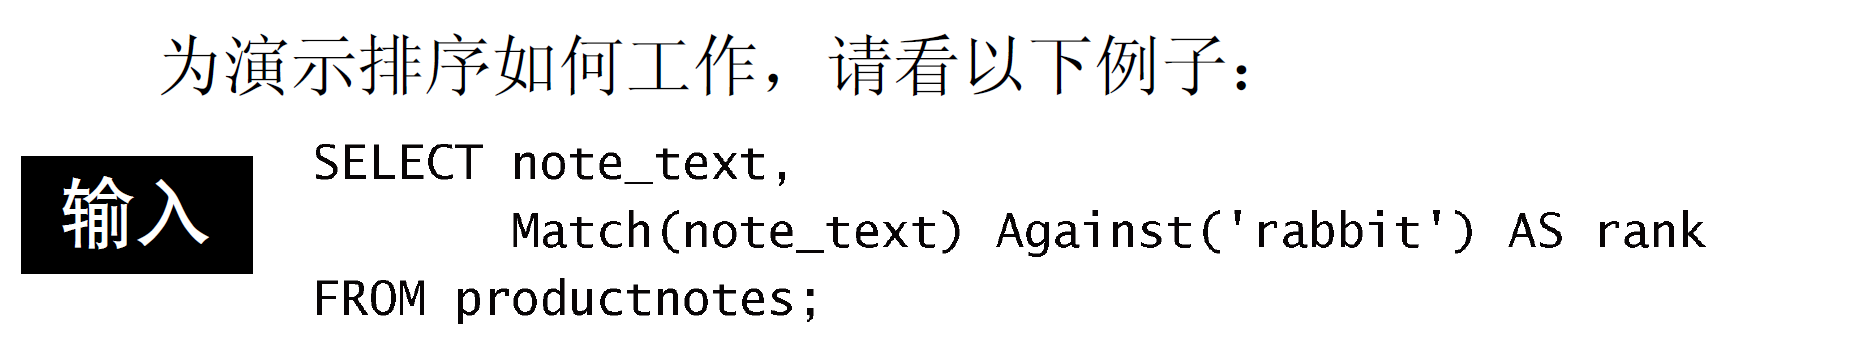 为演示排序如何工作，请看以下例子：
输入
SELECT note_text,
       Match(note_text) Against('rabbit') AS rank
FROM productnotes;